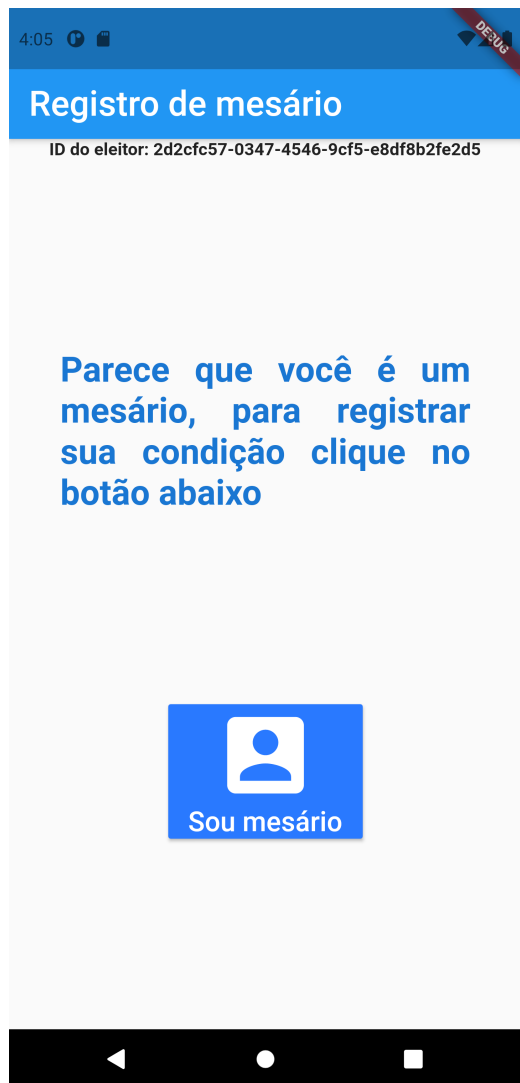 4:05
DEBUG
Registro de mesário
ID do eleitor: 2d2cfc57-0347-4546-9cf5-e8df8b2fe2d5
Parece que você é um
mesário, para registrar
sua condição clique no
botão abaixo
Sou mesário